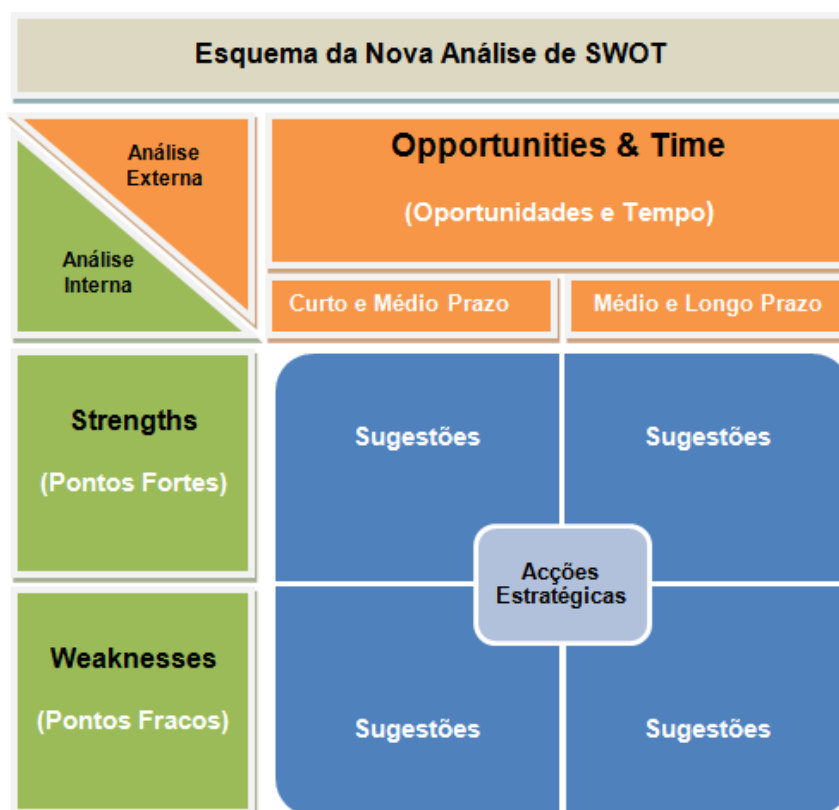 Esquema da Nova Análise de SWOT
Análise
Externa
Análise
Interna
Opportunities & Time
(Oportunidades e Tempo)
Curto e Médio Prazo
Médio e Longo Prazo
Strengths
(Pontos Fortes)
Sugestões
Sugestões
Acções
Estratégicas
Weaknesses
(Pontos Fracos)
Sugestões
Sugestões